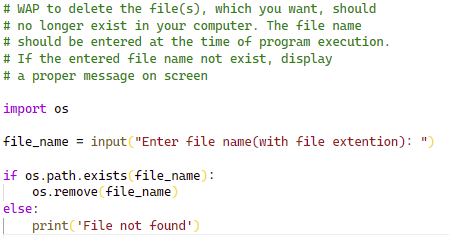 # WAP to delete the file(s), which you want, should
# no longer exist in your computer. The file name
# should be entered at the time of program execution.
# If the entered file name not exist, display
# a proper message on screen
import os
file_name = input("Enter file name(with file extention): ")
if os.path.exists(file_name):
    os.remove(file_name)
else:
    print('File not found')